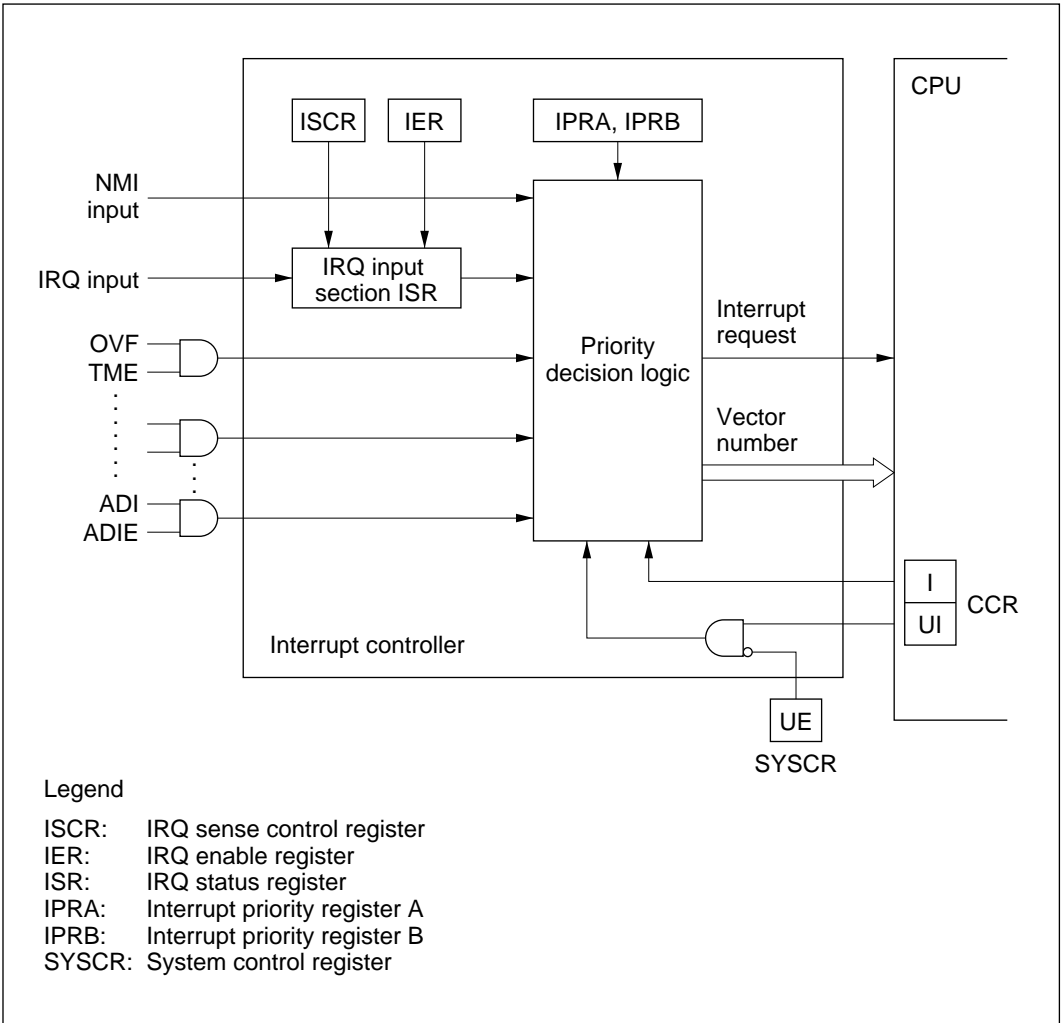 CPU
ISCR
IER
IPRA, IPRB
NMI
input
IRQ input
IRQ input
section ISR
OVF
TME
Priority
decision logic
Interrupt
request
Vector
number
ADI
ADIE
I
UI
CCR
Interrupt controller
UE
SYSCR
Legend
ISCR: IRQ sense control register
IER: IRQ enable register
ISR: IRQ status register
IPRA: Interrupt priority register A
IPRB: Interrupt priority register B
SYSCR: System control register